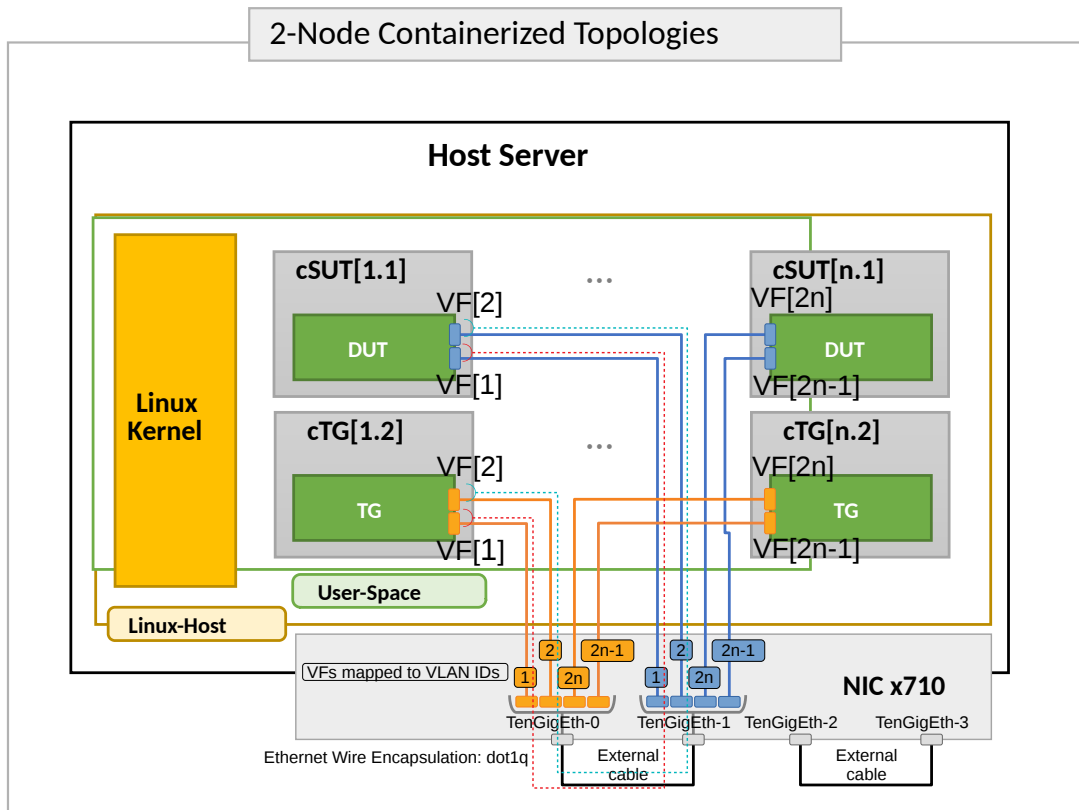 2-Node Containerized Topologies
Host Server
cSUT[1.1]
...
cSUT[n.1]
VF[2]
VF[2n]
DUT
DUT
VF[1]
VF[2n-1]
Linux
Kernel
cTG[1.2]
...
cTG[n.2]
VF[2]
VF[2n]
TG
TG
VF[1]
VF[2n-1]
User-Space
Linux-Host
2
2n-1
2
2n-1
VFs mapped to VLAN IDs
1
2n
1
2n
NIC x710
TenGigEth-0
TenGigEth-1
TenGigEth-2
TenGigEth-3
Ethernet Wire Encapsulation: dot1q
External
cable
External
cable